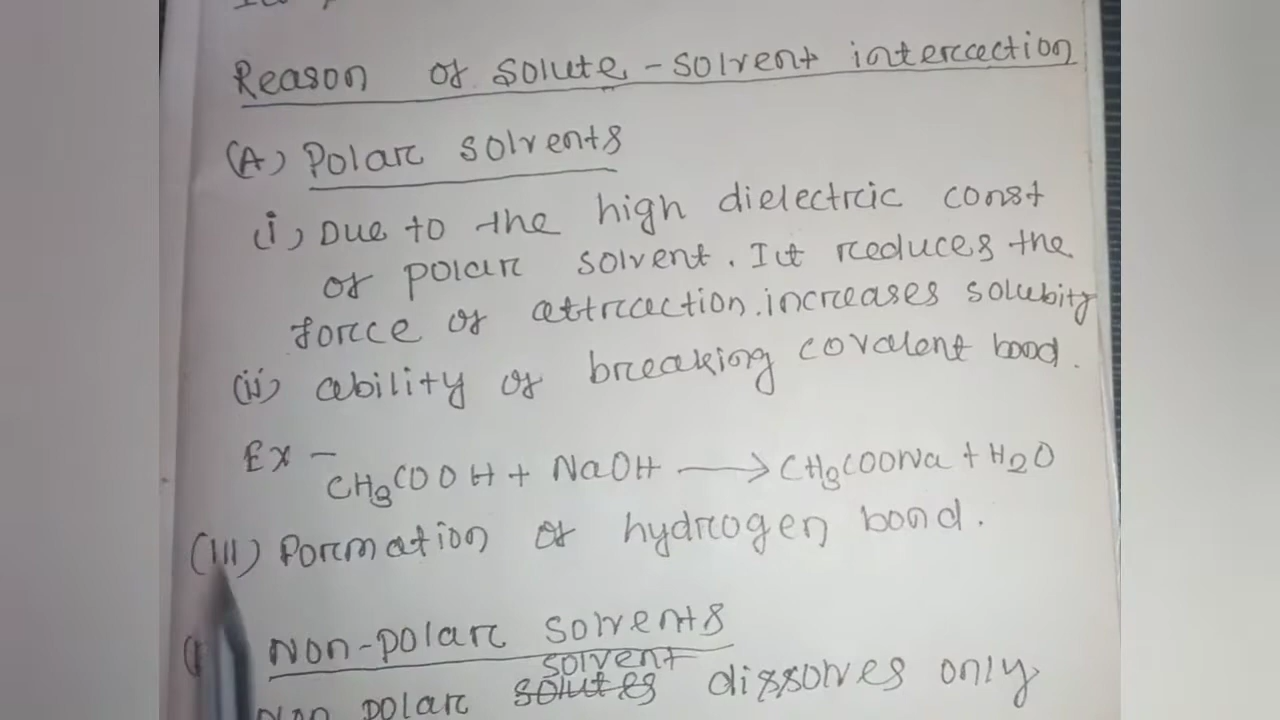 Reason of solute - solvent interaction
(A) Polar solvents
(i) Due to the high dielectric const
of polar solvent. It reduces the
force of attraction. increases solubity
(ii) ability of breaking covalent bond.
Ex - CH3COOH + NaOH ⟶ CH3COONa + H2O
(III) Formation of hydrogen bond.
Non-polar solvents
solvent
Non polar solutes dissolves only